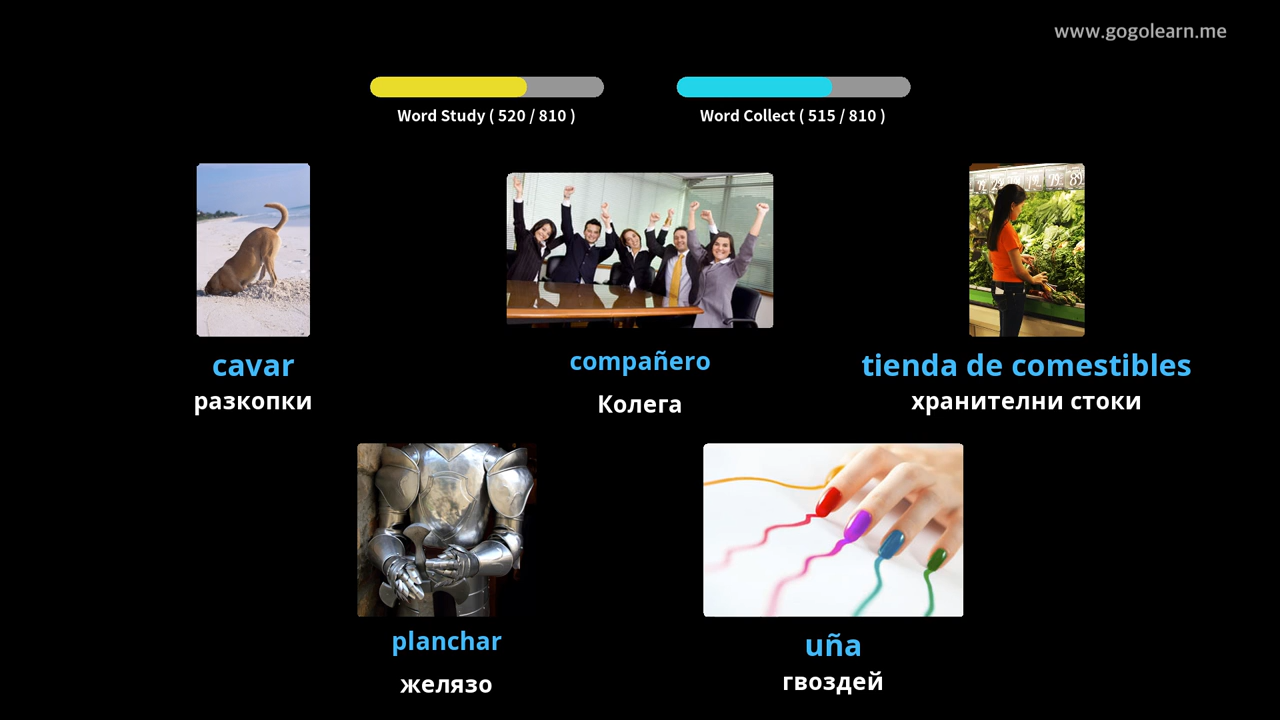 www.gogolearn.me
Word Study ( 520 / 810 )
Word Collect ( 515 / 810 )
cavar
разкопки
compañero
Колега
tienda de comestibles
хранителни стоки
planchar
желязо
uña
гвоздей